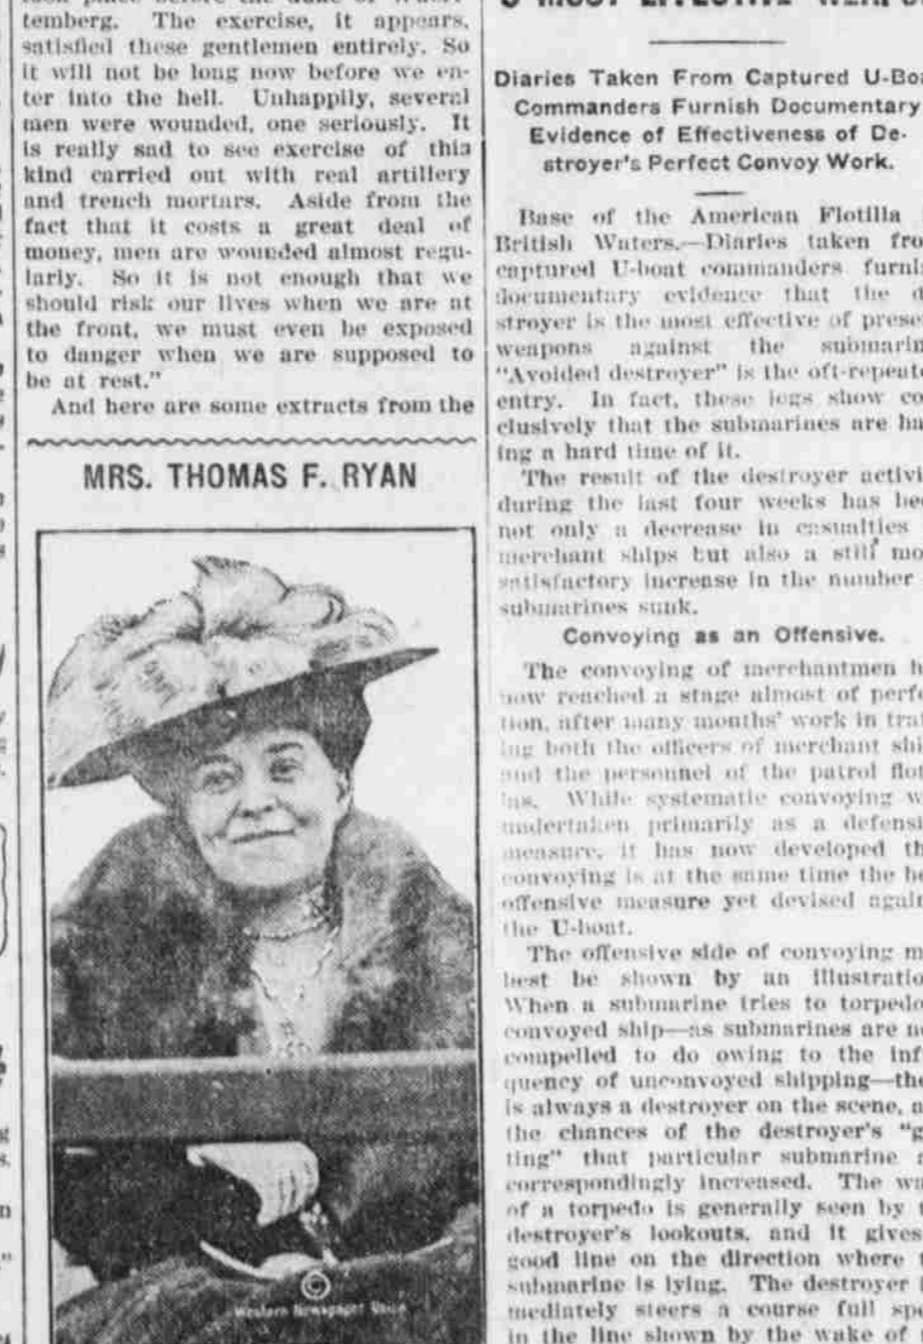 temberg. The exercise, it appears,
satisfied these gentlemen entirely. So
it will not be long now before we en-
ter into the hell. Unhappily, several
men were wounded, one seriously. It
is really sad to see exercise of this
kind carried out with real artillery
and trench mortars. Aside from the
fact that it costs a great deal of
money, men are wounded almost regu-
larly. So it is not enough that we
should risk our lives when we are at
the front, we must even be exposed
to danger when we are supposed to
be at rest."
And here are some extracts from the
MRS. THOMAS F. RYAN
©
Western Newspaper Union
Diaries Taken From Captured U-Boa
Commanders Furnish Documentary
Evidence of Effectiveness of De-
stroyer's Perfect Convoy Work.
Base of the American Flotilla
British Waters.—Diaries taken fro
captured U-boat commanders furnis
documentary evidence that the d
stroyer is the most effective of prese
weapons against the submarin
"Avoided destroyer" is the oft-repeate
entry. In fact, these logs show co
clusively that the submarines are ha
ing a hard time of it.
The result of the destroyer activi
during the last four weeks has bee
not only a decrease in casualties
merchant ships but also a still mo
satisfactory increase in the number
submarines sunk.
Convoying as an Offensive.
The convoying of merchantmen h
now reached a stage almost of perfe
tion, after many months' work in trai
ing both the officers of merchant shi
and the personnel of the patrol flot
las. While systematic convoying w
undertaken primarily as a defensi
measure, it has now developed th
convoying is at the same time the be
offensive measure yet devised again
the U-boat.
The offensive side of convoying m
best be shown by an illustratio
When a submarine tries to torpedo
convoyed ship—as submarines are no
compelled to do owing to the infr
quency of unconvoyed shipping—the
is always a destroyer on the scene, a
the chances of the destroyer's "g
ting" that particular submarine a
correspondingly increased. The wa
of a torpedo is generally seen by t
destroyer's lookouts, and it gives
good line on the direction where t
submarine is lying. The destroyer
mediately steers a course full spe
in the line shown by the wake of